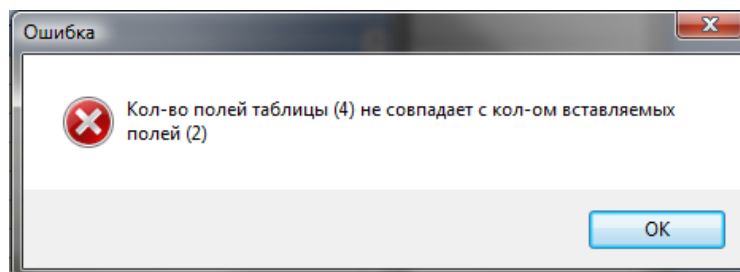 Ошибка
Кол-во полей таблицы (4) не совпадает с кол-ом вставляемых
полей (2)
OK